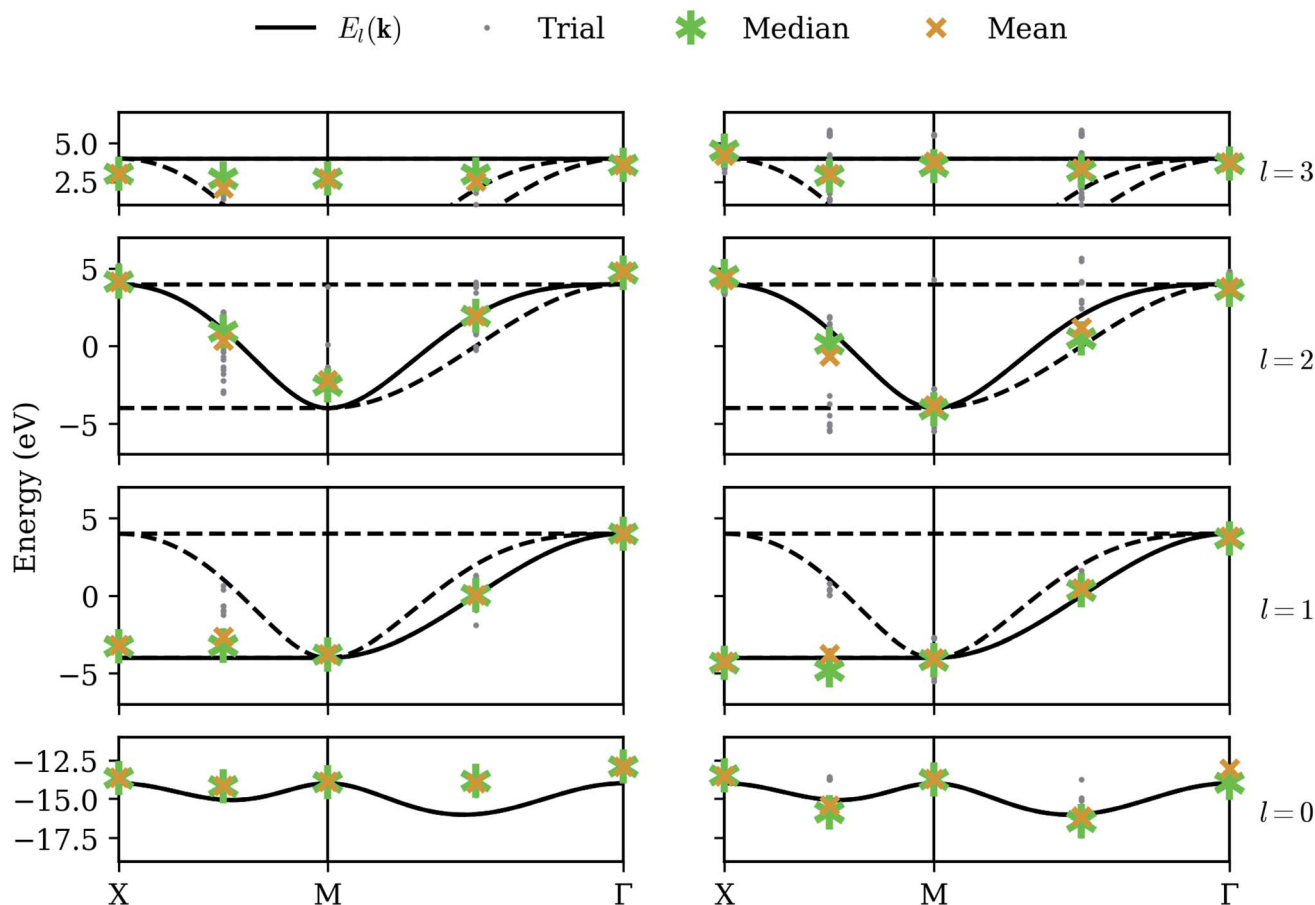 E_l(k) Trial Median Mean
5.0
2.5
l = 3
5
0
−5
l = 2
Energy (eV)
5
0
−5
l = 1
−12.5
−15.0
−17.5
l = 0
X M Γ X M Γ